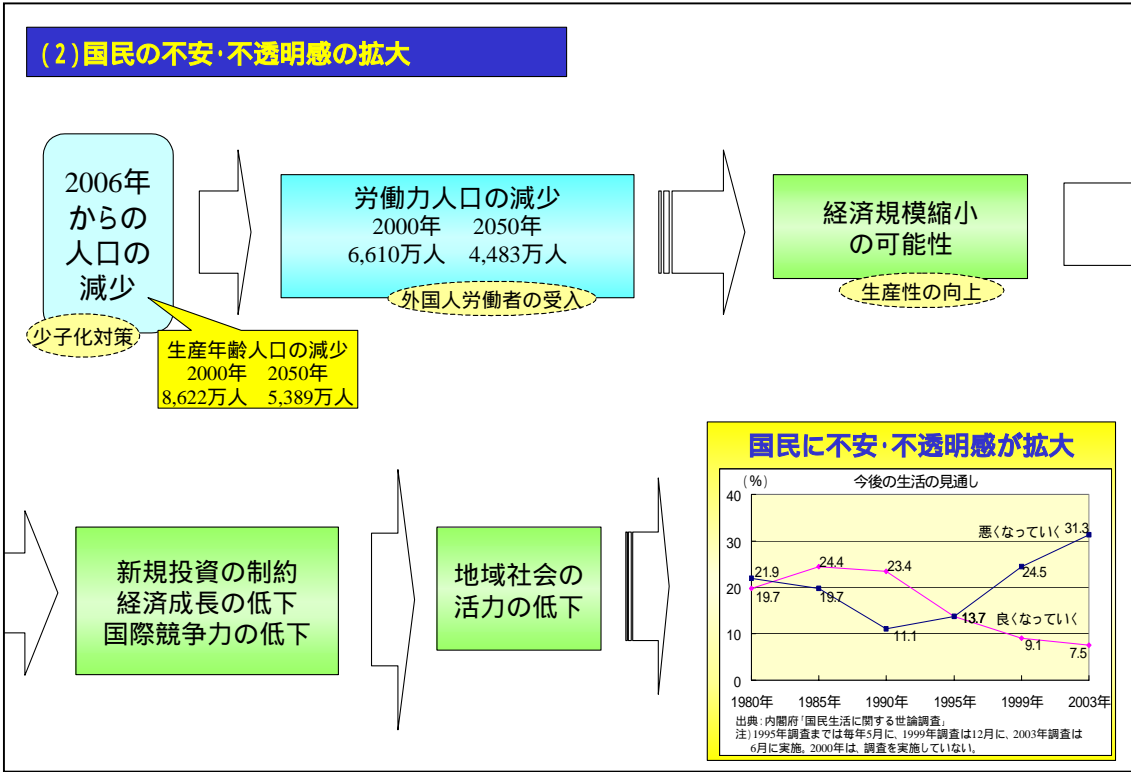 (2)国民の不安・不透明感の拡大
2006年
からの
人口の
減少
少子化対策
生産年齢人口の減少
2000年 2050年
8,622万人 5,389万人
労働力人口の減少
2000年 2050年
6,610万人 4,483万人
外国人労働者の受入
経済規模縮小
の可能性
生産性の向上
新規投資の制約
経済成長の低下
国際競争力の低下
地域社会の
活力の低下
国民に不安・不透明感が拡大
(%) 今後の生活の見通し
40
30
20
10
0
悪くなっていく 31.3
24.4
23.4
24.5
21.9
19.7
19.7
11.1
13.7 良くなっていく
9.1
7.5
1980年 1985年 1990年 1995年 1999年 2003年
出典:内閣府「国民生活に関する世論調査」
注)1995年調査までは毎年5月に、1999年調査は12月に、2003年調査は
6月に実施。2000年は、調査を実施していない。